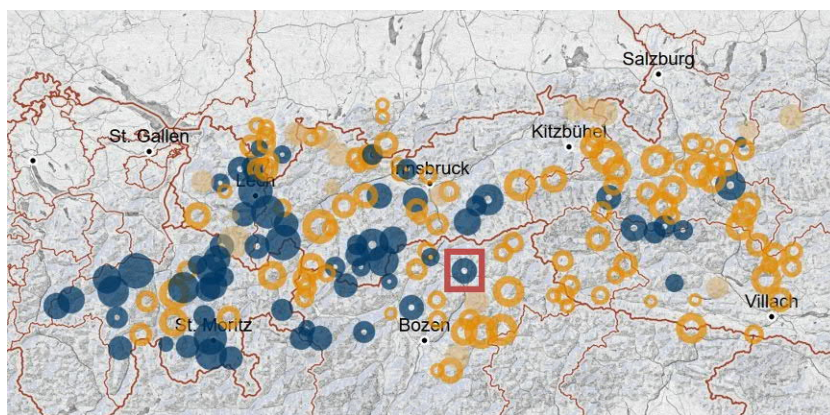 Salzburg
St. Gallen
Kitzbühel
Innsbruck
Lech
St. Moritz
Bozen
Villach